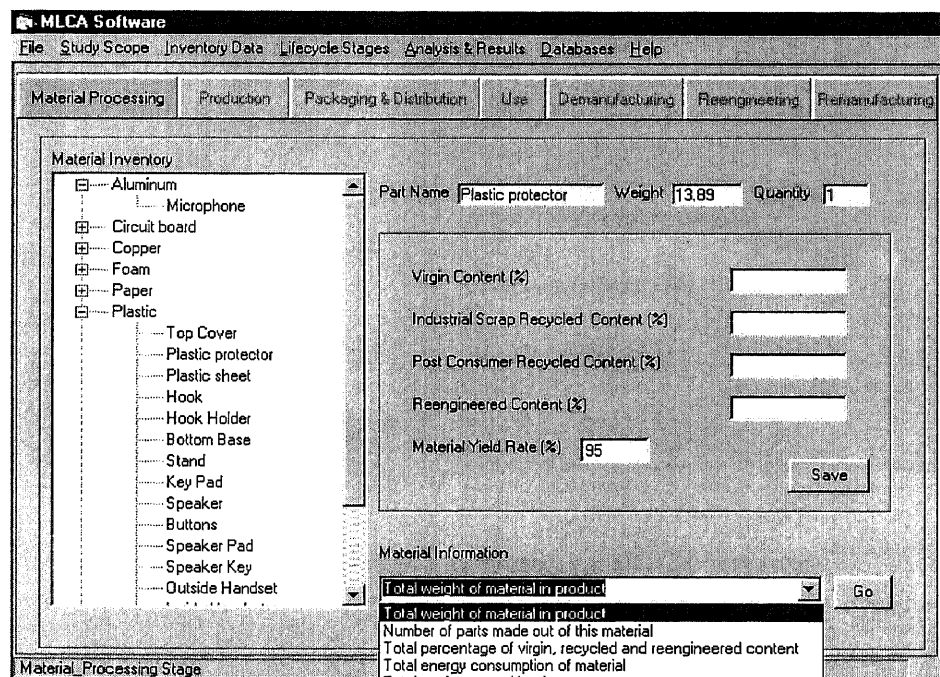 MLCA Software
File Study Scope Inventory Data Lifecycle Stages Analysis & Results Databases Help
Material Processing Production Packaging & Distribution Use Demanufacturing Reengineering Remanufacturing
Material Inventory
Aluminum
Microphone
Circuit board
Copper
Foam
Paper
Plastic
Top Cover
Plastic protector
Plastic sheet
Hook
Hook Holder
Bottom Base
Stand
Key Pad
Speaker
Buttons
Speaker Pad
Speaker Key
Outside Handset
Part Name Plastic protector Weight 13.89 Quantity 1
Virgin Content (%)
Industrial Scrap Recycled Content (%)
Post Consumer Recycled Content (%)
Reengineered Content (%)
Material Yield Rate (%) 95
Save
Material Information
Total weight of material in product Go
Total weight of material in product
Number of parts made out of this material
Total percentage of virgin, recycled and reengineered content
Total energy consumption of material
Material_Processing Stage